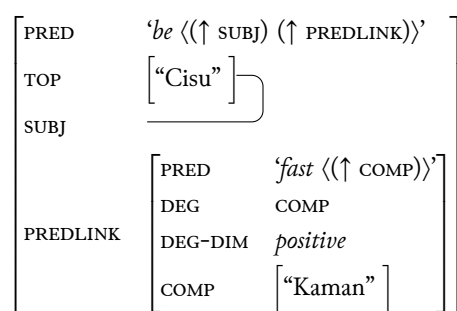 PRED ‘be ⟨(↑ SUBJ) (↑ PREDLINK)⟩’
TOP “Cisu”
SUBJ
PRED ‘fast ⟨(↑ COMP)⟩’
DEG COMP
PREDLINK
DEG-DIM positive
COMP “Kaman”